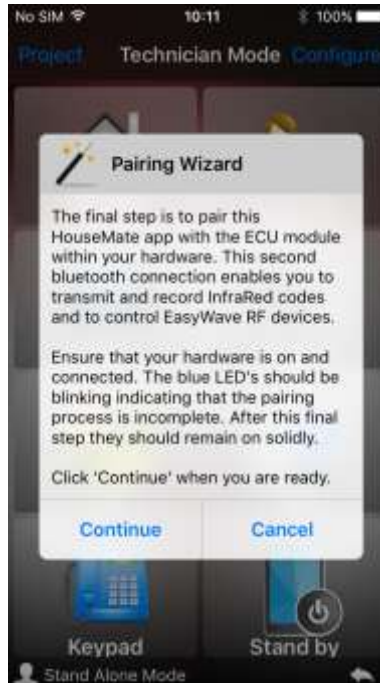 No SIM 10:11 100%
Project Technician Mode Configure
Pairing Wizard
The final step is to pair this
HouseMate app with the ECU module
within your hardware. This second
bluetooth connection enables you to
transmit and record InfraRed codes
and to control EasyWave RF devices.
Ensure that your hardware is on and
connected. The blue LED's should be
blinking indicating that the pairing
process is incomplete. After this final
step they should remain on solidly.
Click 'Continue' when you are ready.
Continue Cancel
Keypad Stand by
Stand Alone Mode